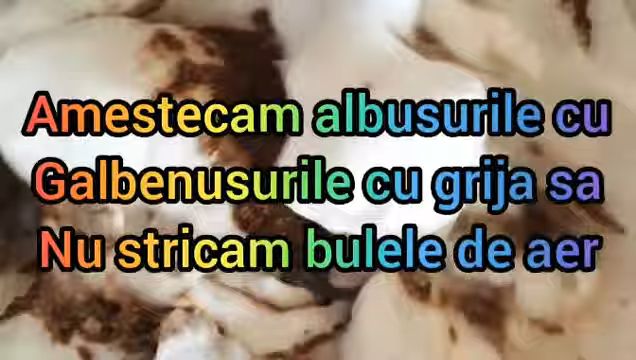 Amestecam albusurile cu
Galbenusurile cu grija sa
Nu stricam bulele de aer